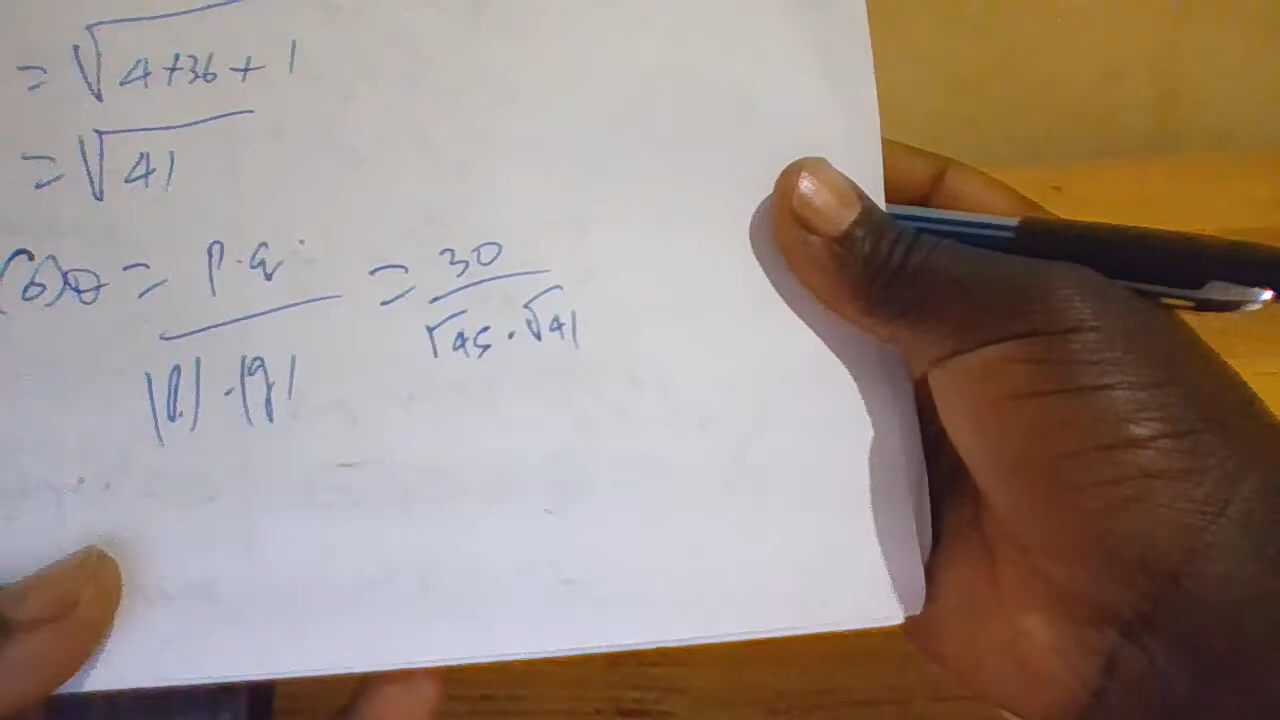 = √4+36+1
= √41
Cosθ = p.q = 30
|p| . |q| √45 . √41